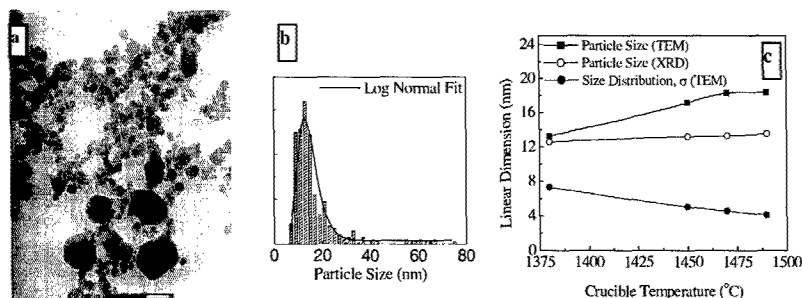 a
b
Log Normal Fit
0 20 40 60 80
Particle Size (nm)
c
Particle Size (TEM)
Particle Size (XRD)
Size Distribution, σ (TEM)
24
20
16
12
8
4
0
Linear Dimension (nm)
1375 1400 1425 1450 1475 1500
Crucible Temperature (°C)